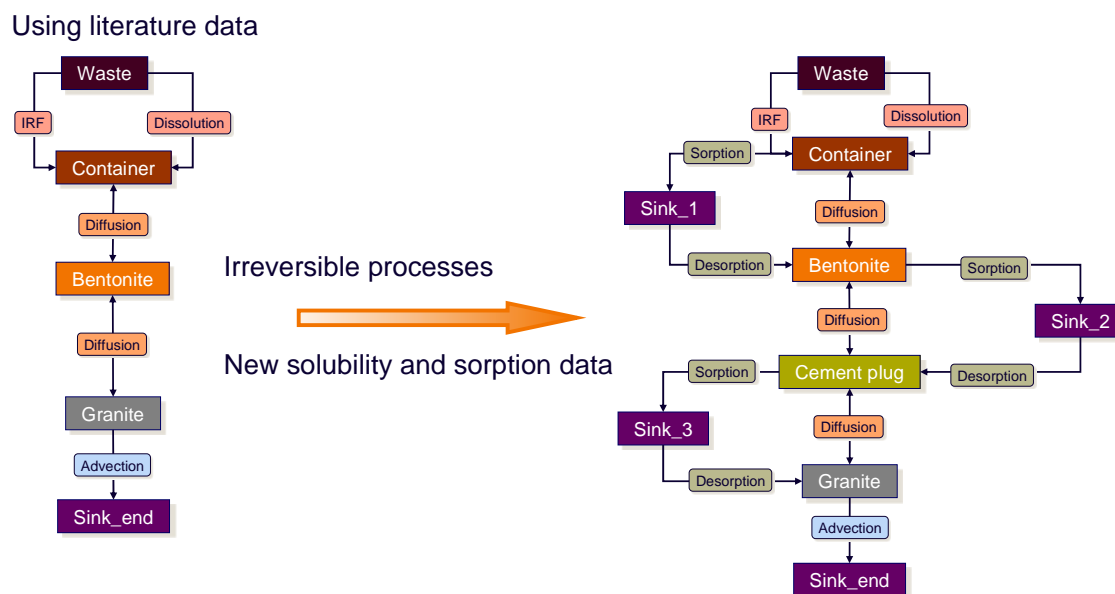 Using literature data
Waste
IRF
Dissolution
Container
Diffusion
Bentonite
Diffusion
Granite
Advection
Sink_end
Irreversible processes
New solubility and sorption data
Waste
IRF
Dissolution
Sorption
Container
Sink_1
Diffusion
Desorption
Bentonite
Sorption
Diffusion
Sink_2
Sorption
Cement plug
Desorption
Sink_3
Diffusion
Desorption
Granite
Advection
Sink_end